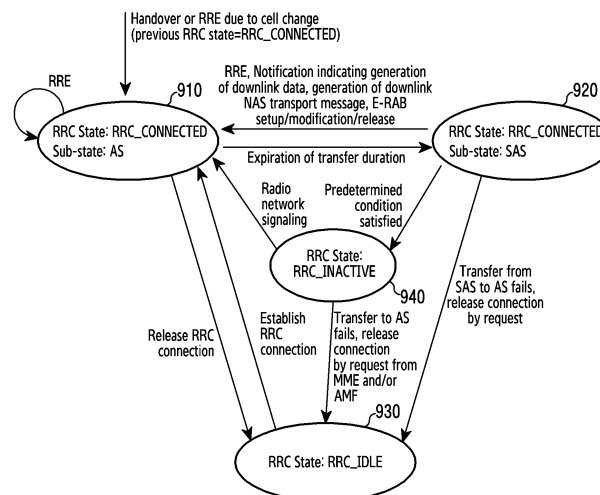 Handover or RRE due to cell change
(previous RRC state=RRC_CONNECTED)
910
RRE
RRE, Notification indicating generation
of downlink data, generation of downlink
NAS transport message, E-RAB
setup/modification/release
920
RRC State: RRC_CONNECTED
Sub-state: AS
RRC State: RRC_CONNECTED
Sub-state: SAS
Expiration of transfer duration
Radio
network
signaling
Predetermined
condition
satisfied
RRC State:
RRC_INACTIVE
940
Transfer from
SAS to AS fails,
release connection
by request
Release RRC
connection
Establish
RRC
connection
Transfer to AS
fails, release
connection
by request from
MME and/or
AMF
930
RRC State: RRC_IDLE